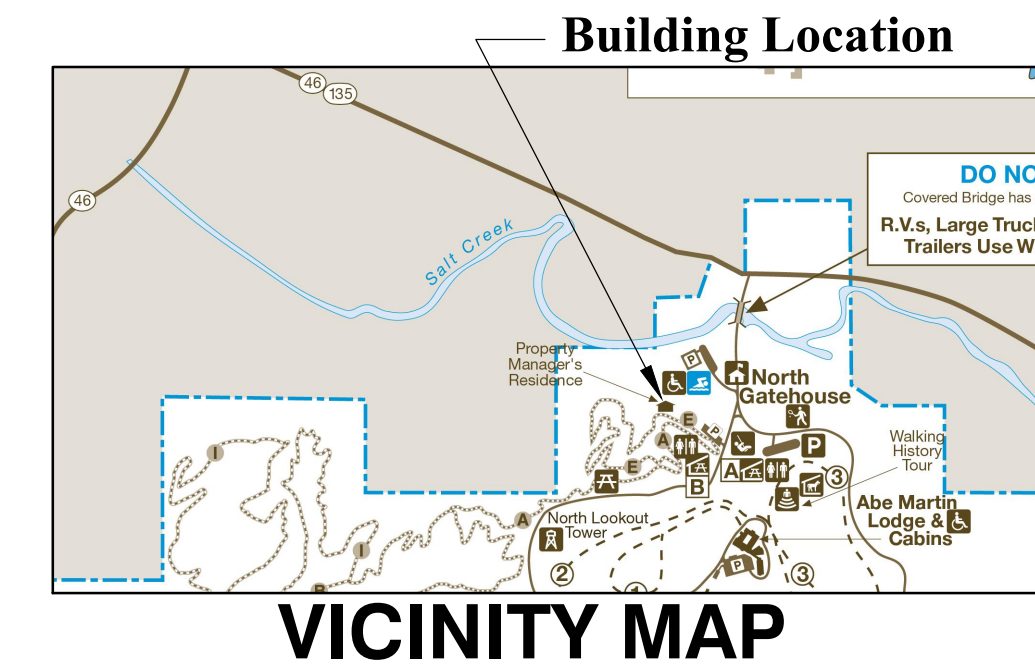 Building Location
46
135
46
DO NO
Covered Bridge has
R.V.s, Large Truc
Trailers Use W
Salt Creek
Property
Manager's
Residence
P
North
Gatehouse
E
P
A
P
Walking
History
Tour
I
E
A
B
3
Abe Martin
Lodge &
Cabins
A
North Lookout
Tower
I
P
2
3
1
B
VICINITY MAP